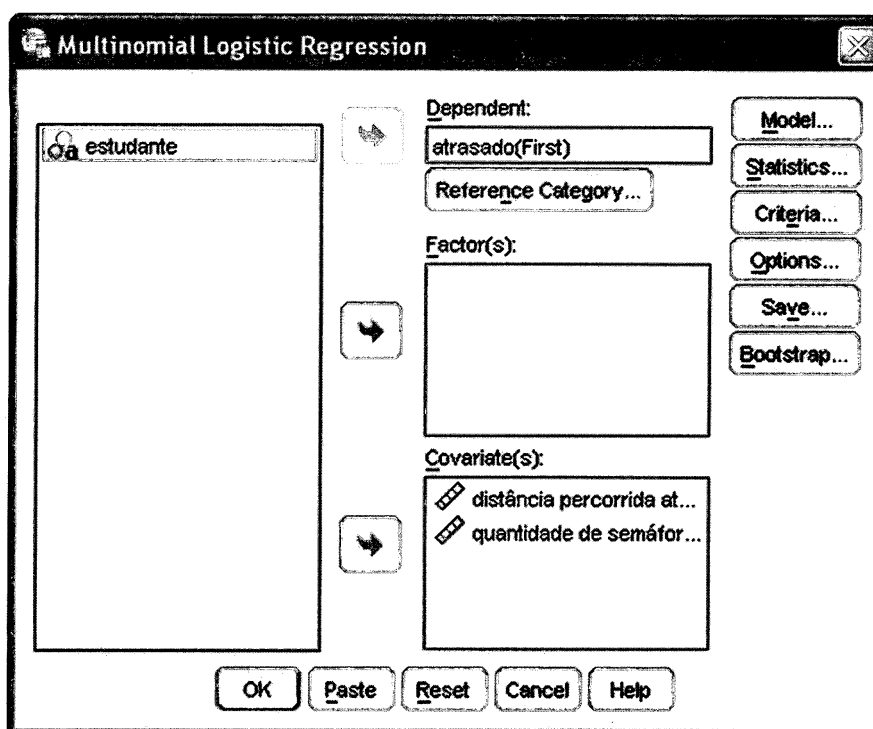 Multinomial Logistic Regression
estudante
Dependent:
atrasado(First)
Reference Category...
Factor(s):
Covariate(s):
distância percorrida at...
quantidade de semáfor...
Model...
Statistics...
Criteria...
Options...
Save...
Bootstrap...
OK
Paste
Reset
Cancel
Help